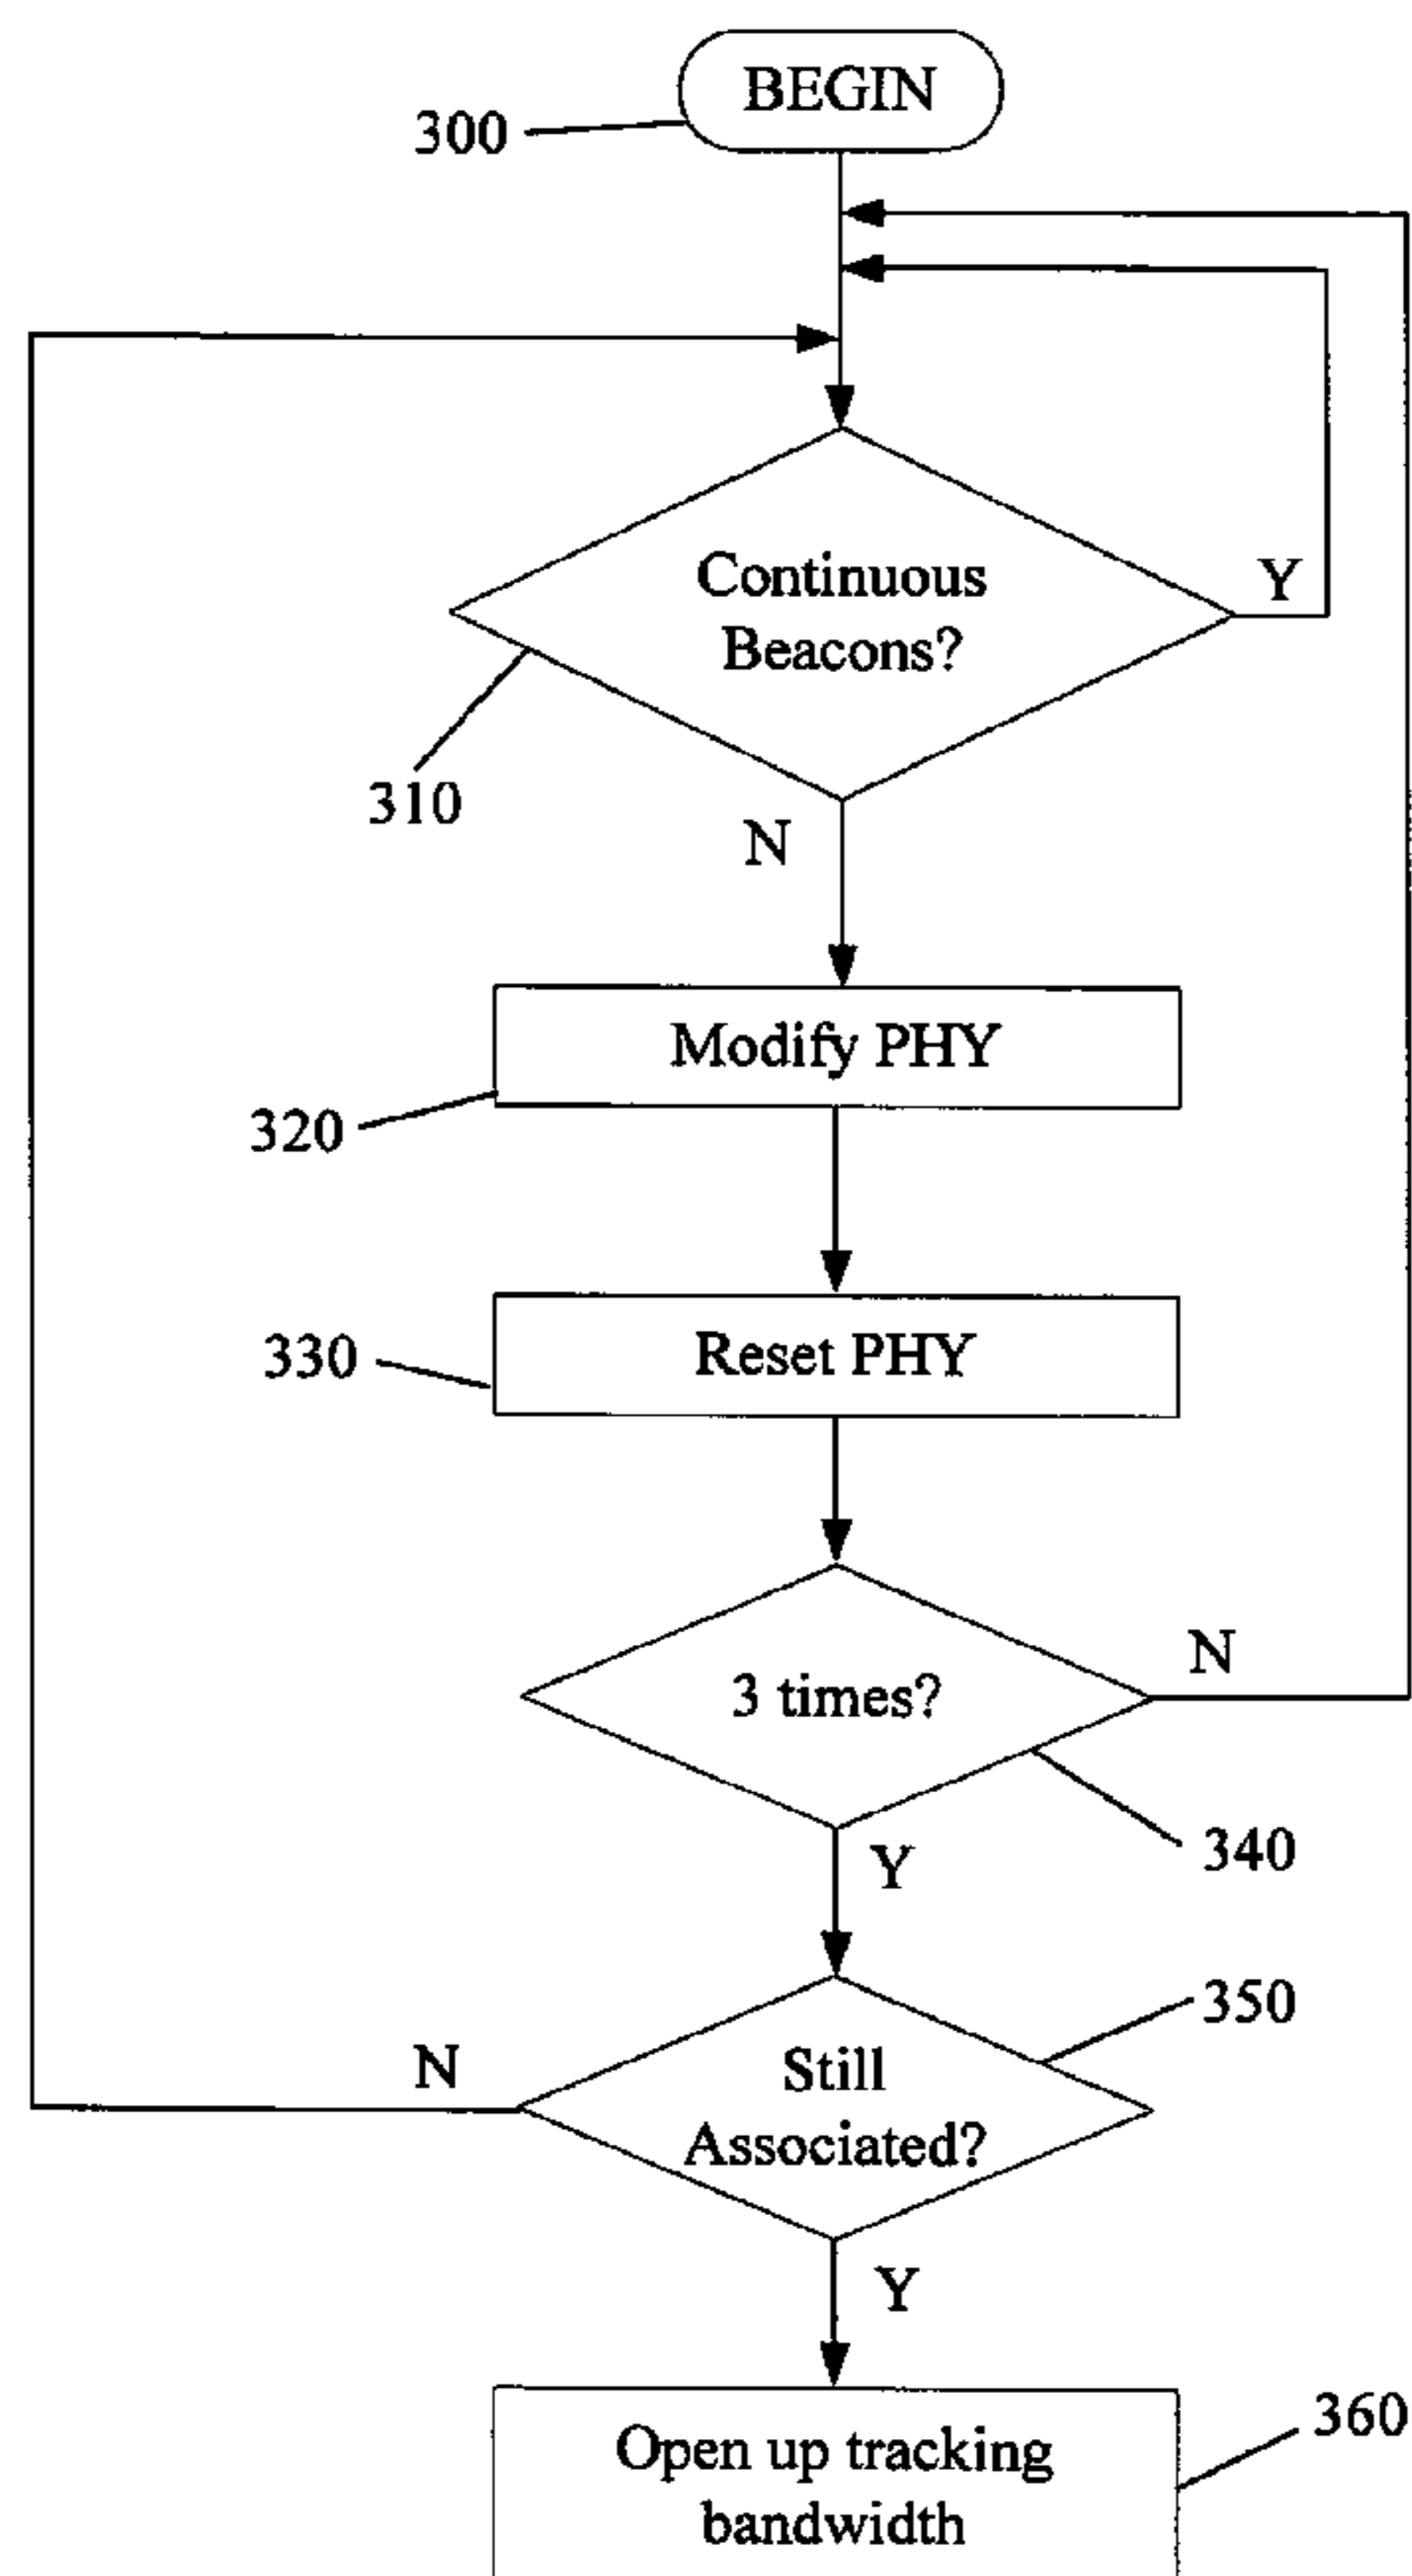 BEGIN
300
Continuous
Beacons?
Y
310
N
Modify PHY
320
Reset PHY
330
3 times?
N
340
Y
350
Still
Associated?
N
Y
360
Open up tracking
bandwidth